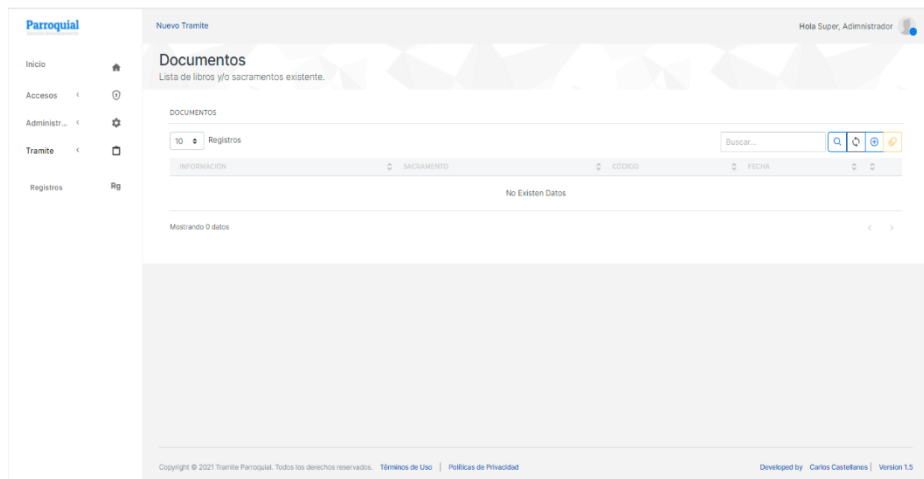 Parroquial
Nuevo Tramite
Hola Super, Adimnistrador
Inicio
Accesos
Administr...
Tramite
Registros Rg
Documentos
Lista de libros y/o sacramentos existente.
DOCUMENTOS
10 Registros
Buscar...
INFORMACIÓN SACRAMENTO CÓDIGO FECHA
No Existen Datos
Mostrando 0 datos
Copyright © 2021 Tramite Parroquial. Todos los derechos reservados. Términos de Uso | Políticas de Privacidad
Developed by Carlos Castellanos | Version 1.5